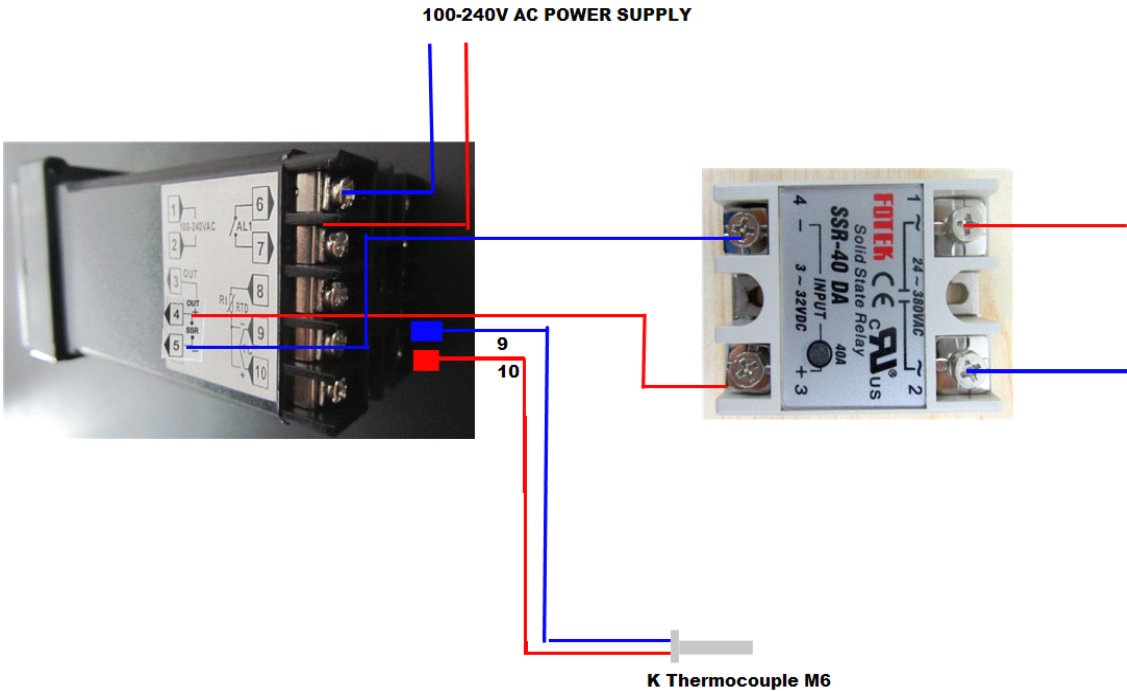 100-240V AC POWER SUPPLY
1
100-240VAC
2
OUT
3
OUT
4
+
SSR
5
−
6
AL1
7
8
Rt
RTD
−
9
+
10
9
10
4 −
INPUT
+ 3
3 ~ 32VDC
SSR-40 DA
40A
Solid State Relay
FOTEK
CE
c
US
1 ~
24 ~ 380VAC
~ 2
K Thermocouple M6